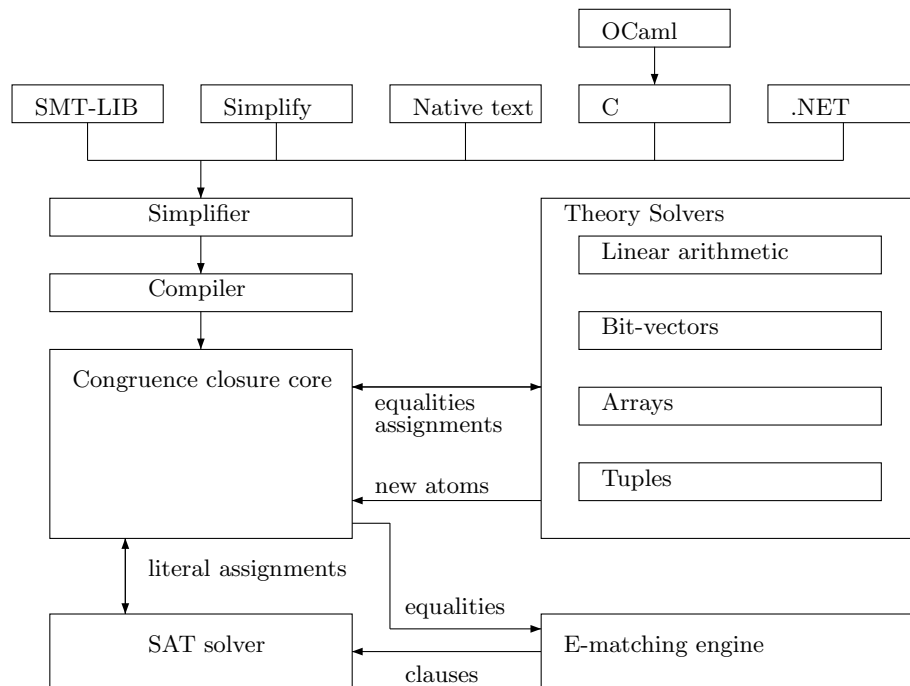 OCaml
SMT-LIB
Simplify
Native text
C
.NET
Simplifier
Theory Solvers
Linear arithmetic
Compiler
Bit-vectors
Congruence closure core
equalities
assignments
Arrays
new atoms
Tuples
literal assignments
equalities
SAT solver
E-matching engine
clauses